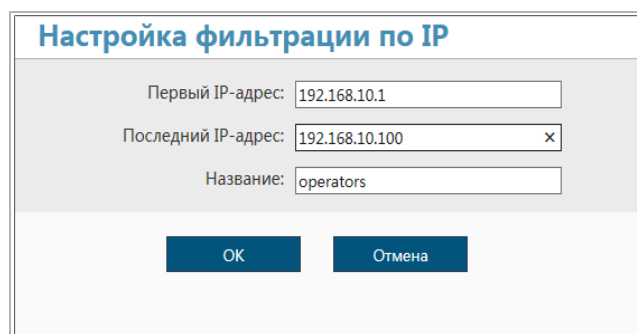 Настройка фильтрации по IP
Первый IP-адрес: 192.168.10.1
Последний IP-адрес: 192.168.10.100 ×
Название: operators
ОК Отмена